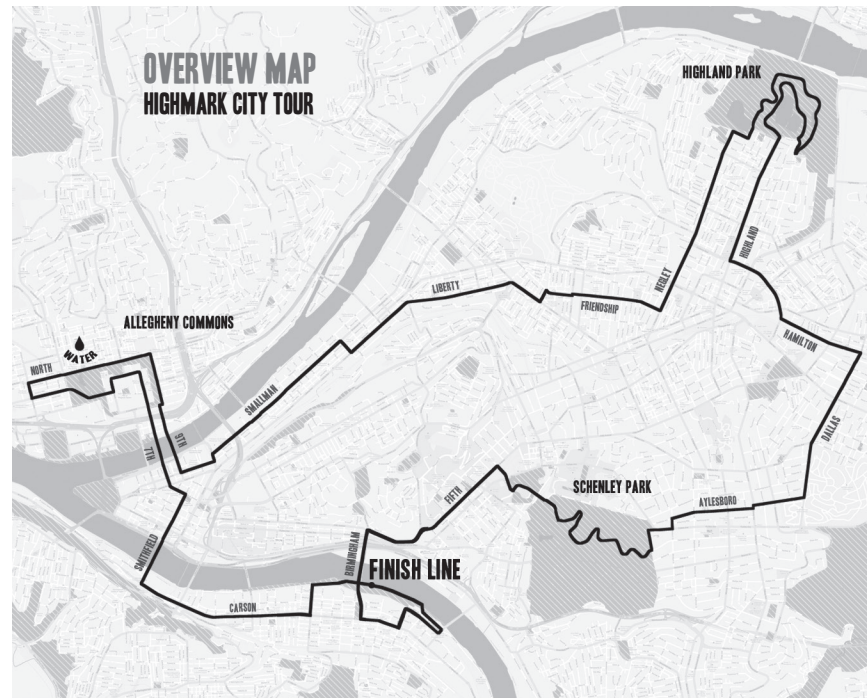 OVERVIEW MAP
HIGHMARK CITY TOUR
HIGHLAND PARK
HIGHLAND
NEGLEY
LIBERTY
FRIENDSHIP
HAMILTON
ALLEGHENY COMMONS
WATER
NORTH
SMALLMAN
DALLAS
9TH
7TH
FIFTH
SCHENLEY PARK
AYLESBORO
SMITHFIELD
BIRMINGHAM
FINISH LINE
CARSON